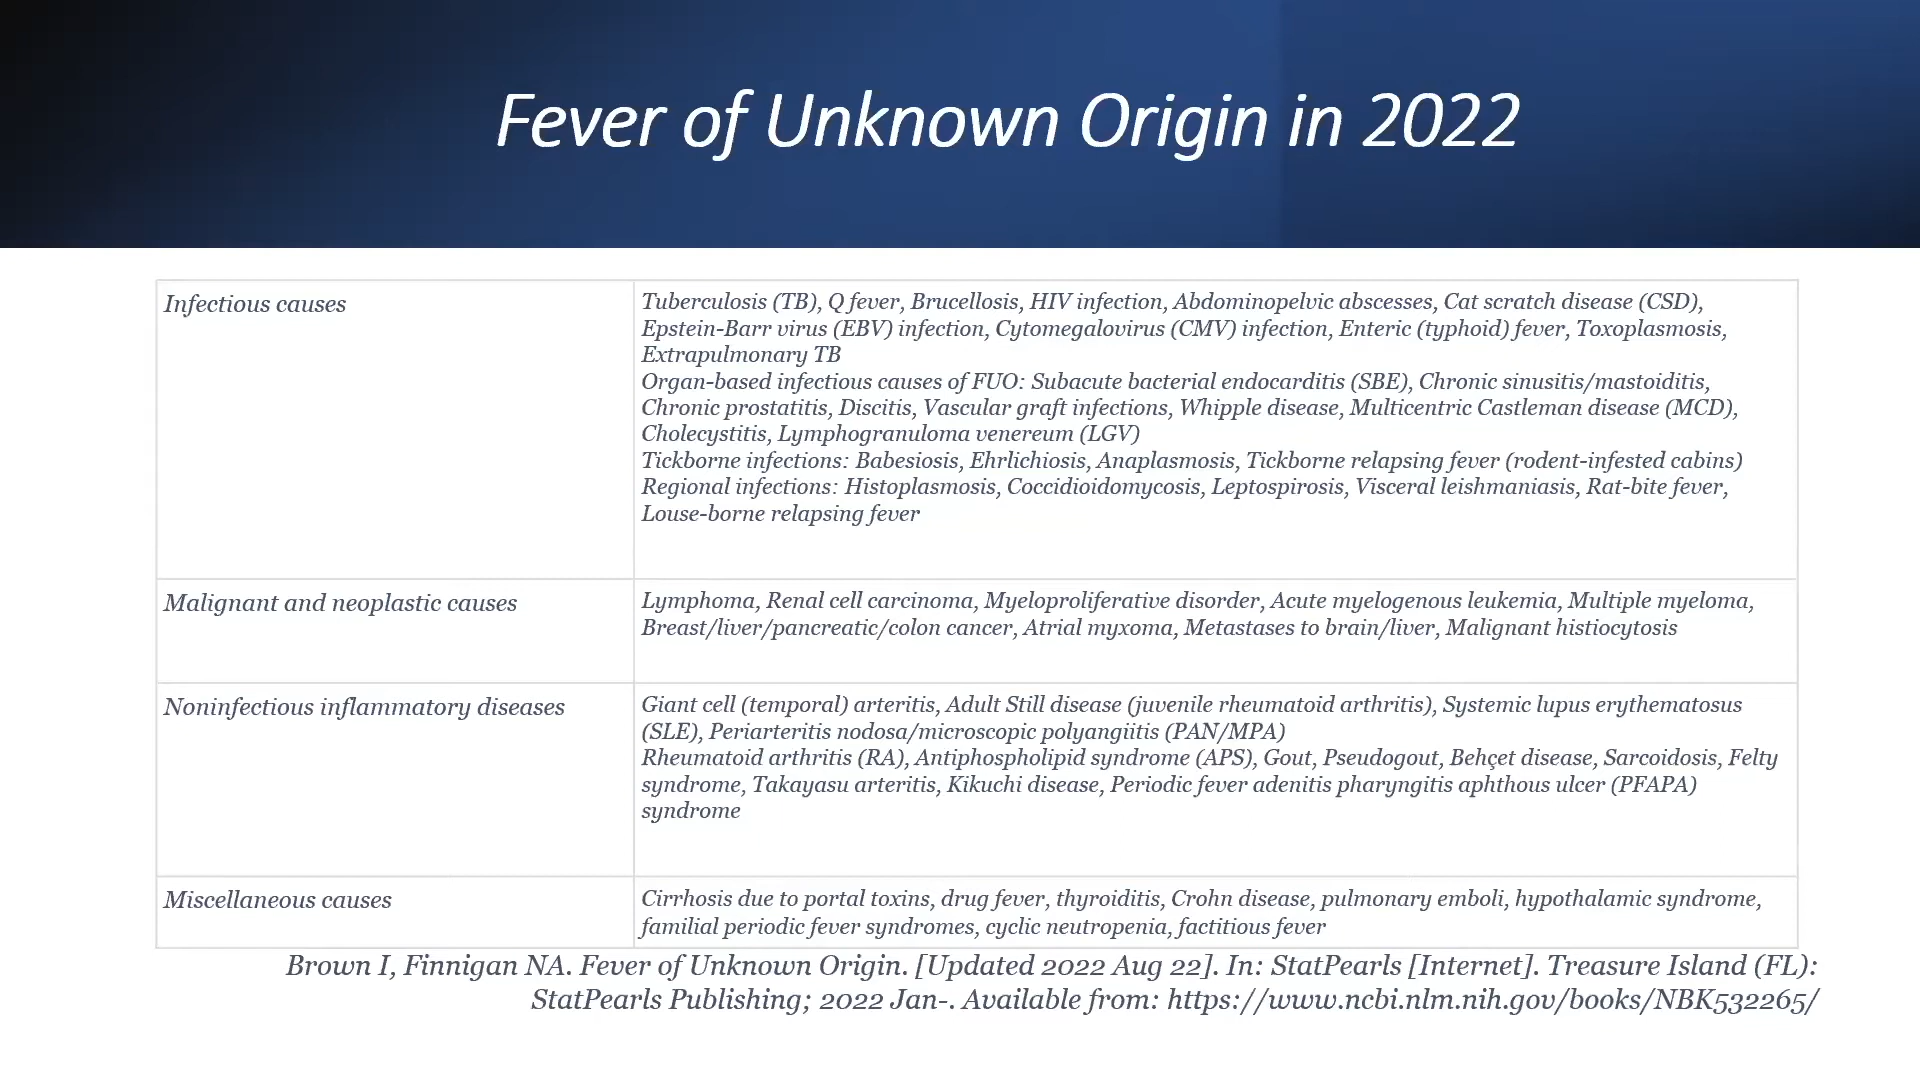 Fever of Unknown Origin in 2022
Infectious causes
Tuberculosis (TB), Q fever, Brucellosis, HIV infection, Abdominopelvic abscesses, Cat scratch disease (CSD),
Epstein-Barr virus (EBV) infection, Cytomegalovirus (CMV) infection, Enteric (typhoid) fever, Toxoplasmosis,
Extrapulmonary TB
Organ-based infectious causes of FUO: Subacute bacterial endocarditis (SBE), Chronic sinusitis/mastoiditis,
Chronic prostatitis, Discitis, Vascular graft infections, Whipple disease, Multicentric Castleman disease (MCD),
Cholecystitis, Lymphogranuloma venereum (LGV)
Tickborne infections: Babesiosis, Ehrlichiosis, Anaplasmosis, Tickborne relapsing fever (rodent-infested cabins)
Regional infections: Histoplasmosis, Coccidioidomycosis, Leptospirosis, Visceral leishmaniasis, Rat-bite fever,
Louse-borne relapsing fever
Malignant and neoplastic causes
Lymphoma, Renal cell carcinoma, Myeloproliferative disorder, Acute myelogenous leukemia, Multiple myeloma,
Breast/liver/pancreatic/colon cancer, Atrial myxoma, Metastases to brain/liver, Malignant histiocytosis
Noninfectious inflammatory diseases
Giant cell (temporal) arteritis, Adult Still disease (juvenile rheumatoid arthritis), Systemic lupus erythematosus
(SLE), Periarteritis nodosa/microscopic polyangiitis (PAN/MPA)
Rheumatoid arthritis (RA), Antiphospholipid syndrome (APS), Gout, Pseudogout, Behçet disease, Sarcoidosis, Felty
syndrome, Takayasu arteritis, Kikuchi disease, Periodic fever adenitis pharyngitis aphthous ulcer (PFAPA)
syndrome
Miscellaneous causes
Cirrhosis due to portal toxins, drug fever, thyroiditis, Crohn disease, pulmonary emboli, hypothalamic syndrome,
familial periodic fever syndromes, cyclic neutropenia, factitious fever
Brown I, Finnigan NA. Fever of Unknown Origin. [Updated 2022 Aug 22]. In: StatPearls [Internet]. Treasure Island (FL):
StatPearls Publishing; 2022 Jan-. Available from: https://www.ncbi.nlm.nih.gov/books/NBK532265/